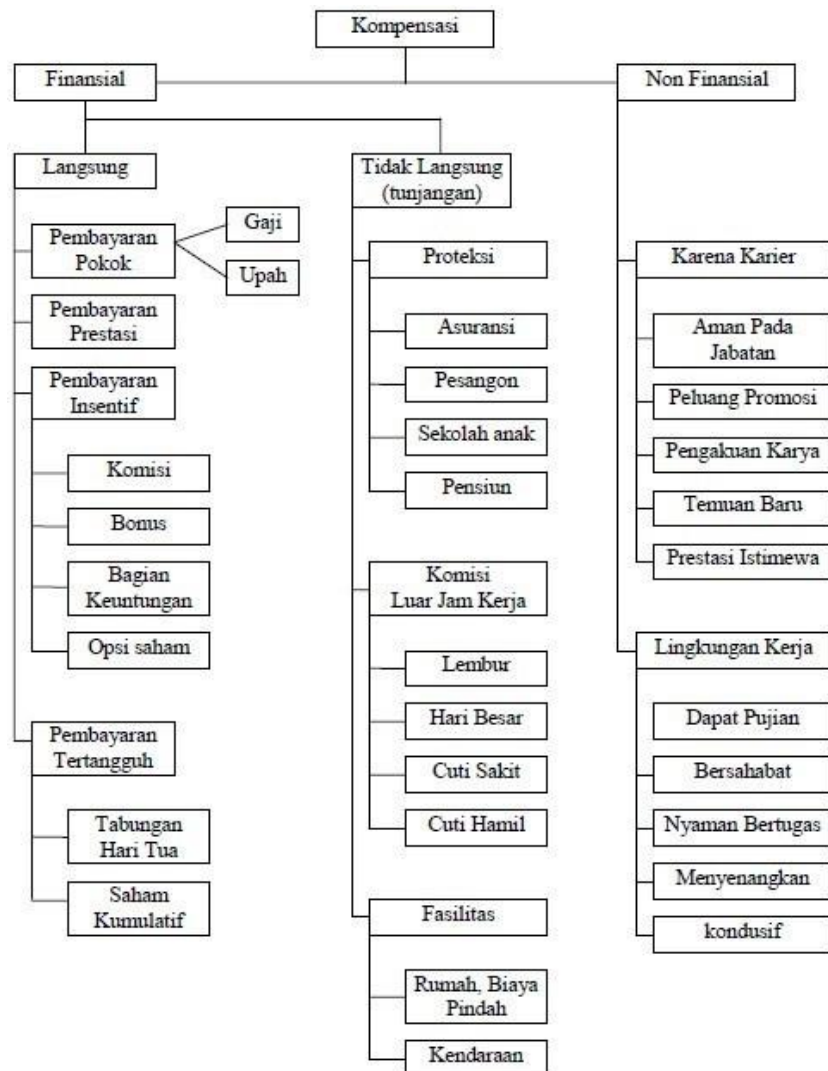 Kompensasi
Finansial
Non Finansial
Langsung
Tidak Langsung
(tunjangan)
Pembayaran
Pokok
Gaji
Upah
Pembayaran
Prestasi
Pembayaran
Insentif
Komisi
Bonus
Bagian
Keuntungan
Opsi saham
Pembayaran
Tertangguh
Tabungan
Hari Tua
Saham
Kumulatif
Proteksi
Asuransi
Pesangon
Sekolah anak
Pensiun
Komisi
Luar Jam Kerja
Lembur
Hari Besar
Cuti Sakit
Cuti Hamil
Fasilitas
Rumah, Biaya
Pindah
Kendaraan
Karena Karier
Aman Pada
Jabatan
Peluang Promosi
Pengakuan Karya
Temuan Baru
Prestasi Istimewa
Lingkungan Kerja
Dapat Pujian
Bersahabat
Nyaman Bertugas
Menyenangkan
kondusif